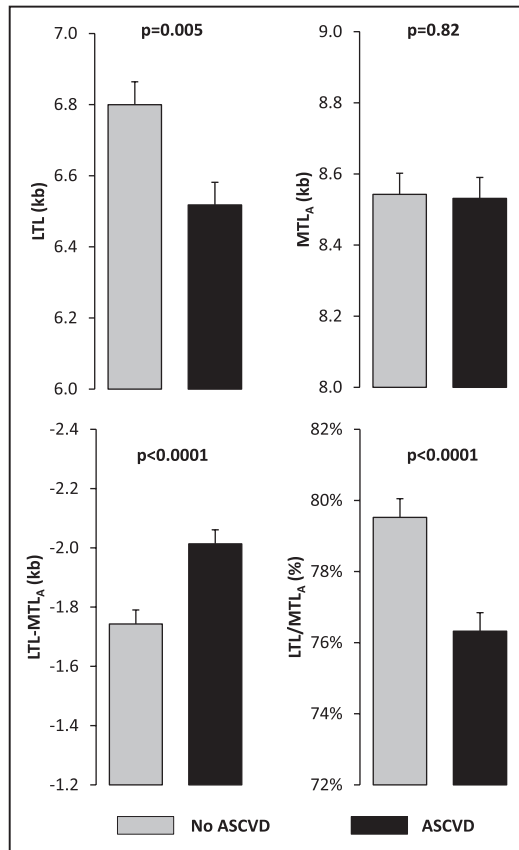 p=0.005
LTL (kb)
7.0
6.8
6.6
6.4
6.2
6.0
p=0.82
MTL_A (kb)
9.0
8.8
8.6
8.4
8.2
8.0
p<0.0001
LTL-MTL_A (kb)
-2.4
-2.2
-2.0
-1.8
-1.6
-1.4
-1.2
p<0.0001
LTL/MTL_A (%)
82%
80%
78%
76%
74%
72%
No ASCVD
ASCVD